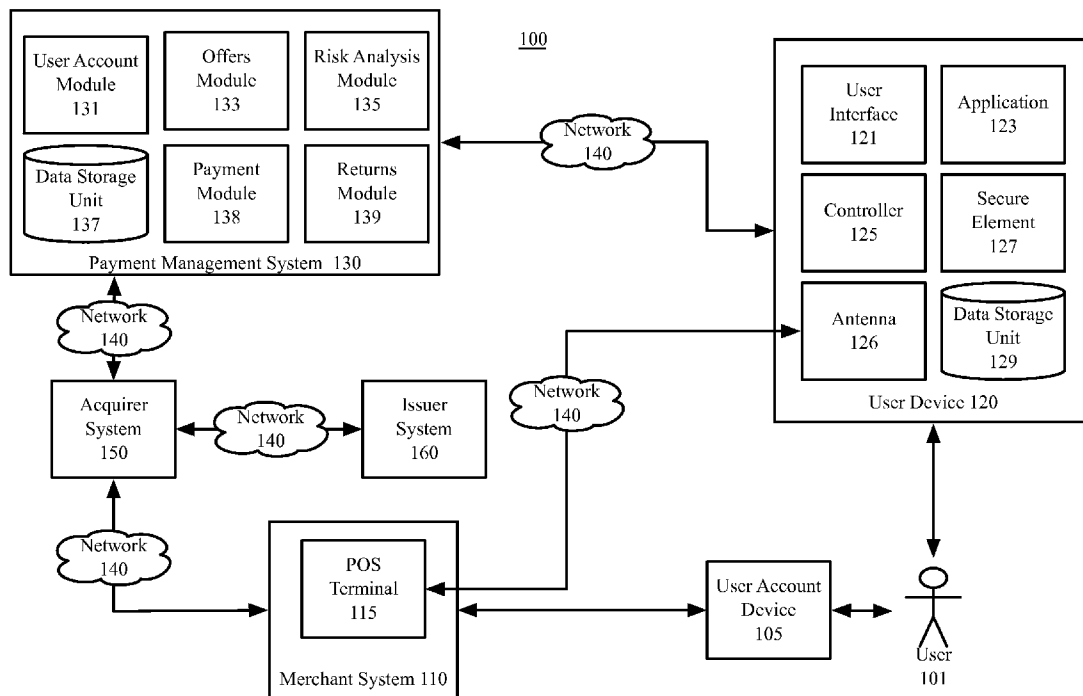 100
User Account
Module
131
Offers
Module
133
Risk Analysis
Module
135
Data Storage
Unit
137
Payment
Module
138
Returns
Module
139
Payment Management System 130
Network
140
User
Interface
121
Application
123
Controller
125
Secure
Element
127
Antenna
126
Data Storage
Unit
129
User Device 120
Network
140
Acquirer
System
150
Network
140
Issuer
System
160
Network
140
Network
140
POS
Terminal
115
Merchant System 110
User Account
Device
105
User
101